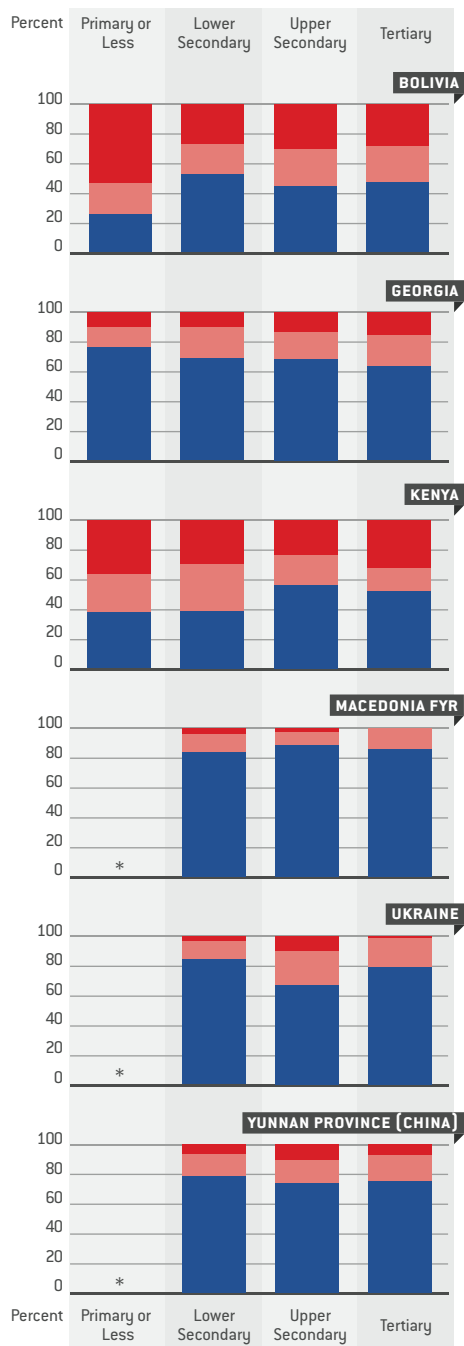 Percent
Primary or
Less
Lower
Secondary
Upper
Secondary
Tertiary
BOLIVIA
100
80
60
40
20
0
GEORGIA
100
80
60
40
20
0
KENYA
100
80
60
40
20
0
MACEDONIA FYR
100
80
60
40
20
0
*
UKRAINE
100
80
60
40
20
0
*
YUNNAN PROVINCE (CHINA)
100
80
60
40
20
0
*
Percent
Primary or
Less
Lower
Secondary
Upper
Secondary
Tertiary